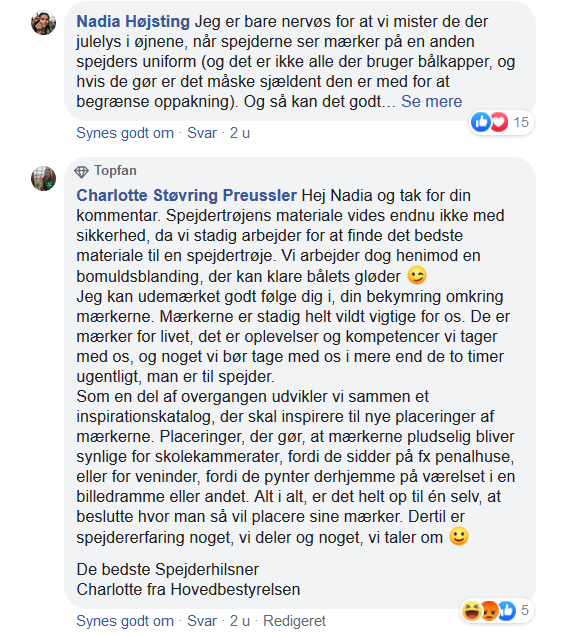 Nadia Højsting Jeg er bare nervøs for at vi mister de der
julelys i øjnene, når spejderne ser mærker på en anden
spejders uniform (og det er ikke alle der bruger bålkapper, og
hvis de gør er det måske sjældent den er med for at
begrænse oppakning). Og så kan det godt… Se mere
15
Synes godt om · Svar · 2 u
Topfan
Charlotte Støvring Preussler Hej Nadia og tak for din
kommentar. Spejdertrøjens materiale vides endnu ikke med
sikkerhed, da vi stadig arbejder for at finde det bedste
materiale til en spejdertrøje. Vi arbejder dog henimod en
bomuldsblanding, der kan klare bålets gløder 😉
Jeg kan udemærket godt følge dig i, din bekymring omkring
mærkerne. Mærkerne er stadig helt vildt vigtige for os. De er
mærker for livet, det er oplevelser og kompetencer vi tager
med os, og noget vi bør tage med os i mere end de to timer
ugentligt, man er til spejder.
Som en del af overgangen udvikler vi sammen et
inspirationskatalog, der skal inspirere til nye placeringer af
mærkerne. Placeringer, der gør, at mærkerne pludselig bliver
synlige for skolekammerater, fordi de sidder på fx penalhuse,
eller for veninder, fordi de pynter derhjemme på værelset i en
billedramme eller andet. Alt i alt, er det helt op til én selv, at
beslutte hvor man så vil placere sine mærker. Dertil er
spejdererfaring noget, vi deler og noget, vi taler om 🙂
De bedste Spejderhilsner
Charlotte fra Hovedbestyrelsen
5
Synes godt om · Svar · 2 u · Redigeret